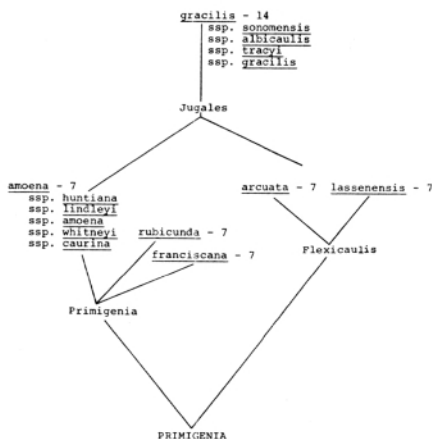 gracilis - 14
ssp. sonomensis
ssp. albicaulis
ssp. tracyi
ssp. gracilis
Jugales
amoena - 7
ssp. huntiana
ssp. lindleyi
ssp. amoena
ssp. whitneyi
ssp. caurina
rubicunda - 7
franciscana - 7
arcuata - 7
lassenensis - 7
Flexicaulis
Primigenia
PRIMIGENIA